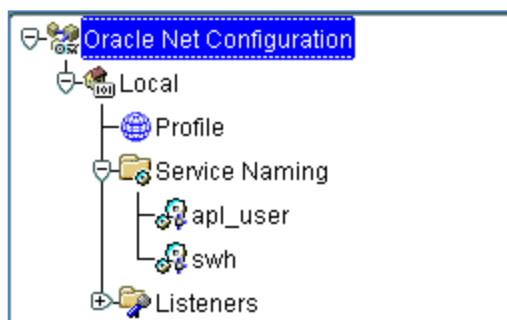 Oracle Net Configuration
Local
Profile
Service Naming
apl_user
swh
Listeners